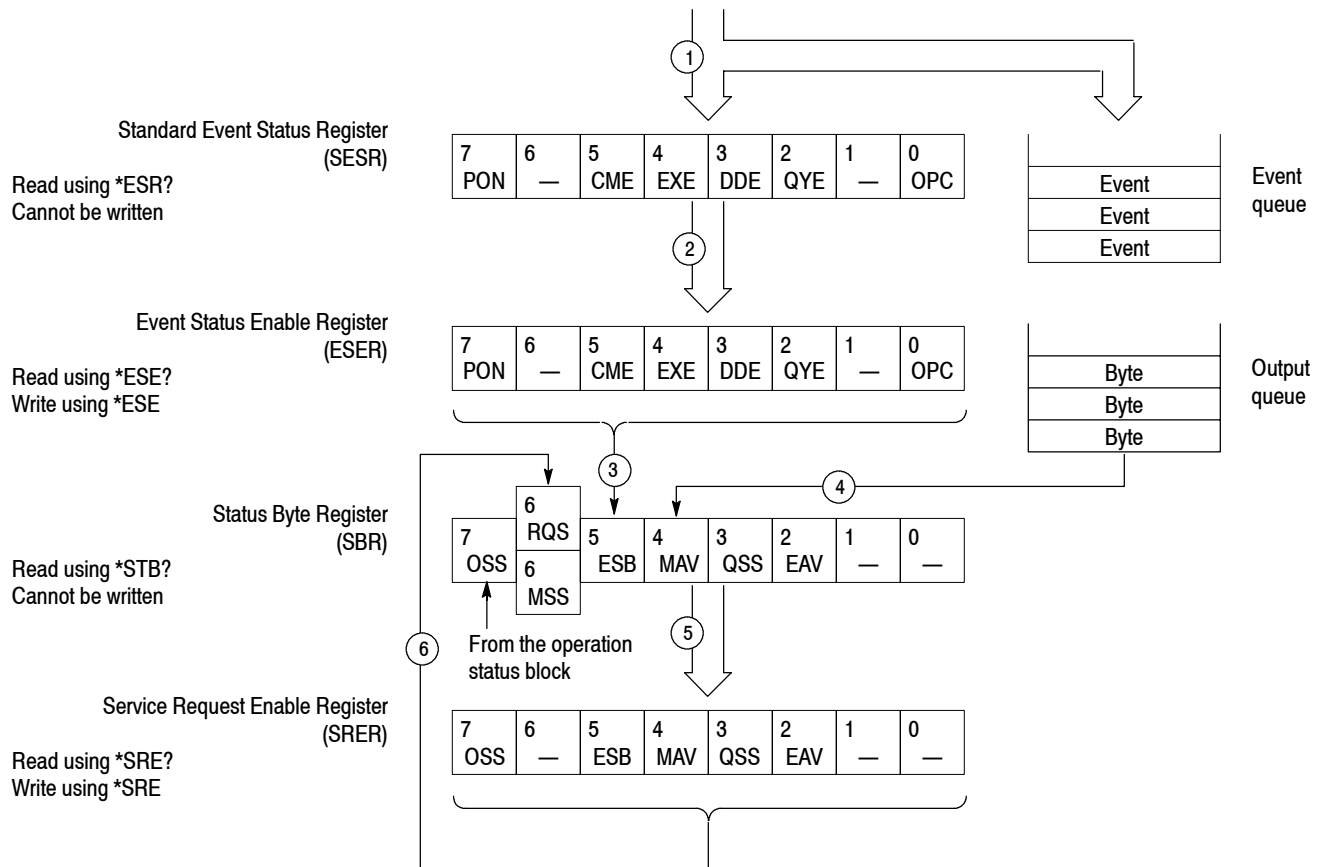 1
Standard Event Status Register
(SESR)
Read using *ESR?
Cannot be written
7 6 5 4 3 2 1 0
PON — CME EXE DDE QYE — OPC
Event
Event
Event
Event
queue
2
Event Status Enable Register
(ESER)
Read using *ESE?
Write using *ESE
7 6 5 4 3 2 1 0
PON — CME EXE DDE QYE — OPC
Byte
Byte
Byte
Output
queue
3
4
Status Byte Register
(SBR)
Read using *STB?
Cannot be written
6
RQS
7 5 4 3 2 1 0
OSS ESB MAV QSS EAV — —
6
MSS
From the operation
status block
5
6
Service Request Enable Register
(SRER)
Read using *SRE?
Write using *SRE
7 6 5 4 3 2 1 0
OSS — ESB MAV QSS EAV — —